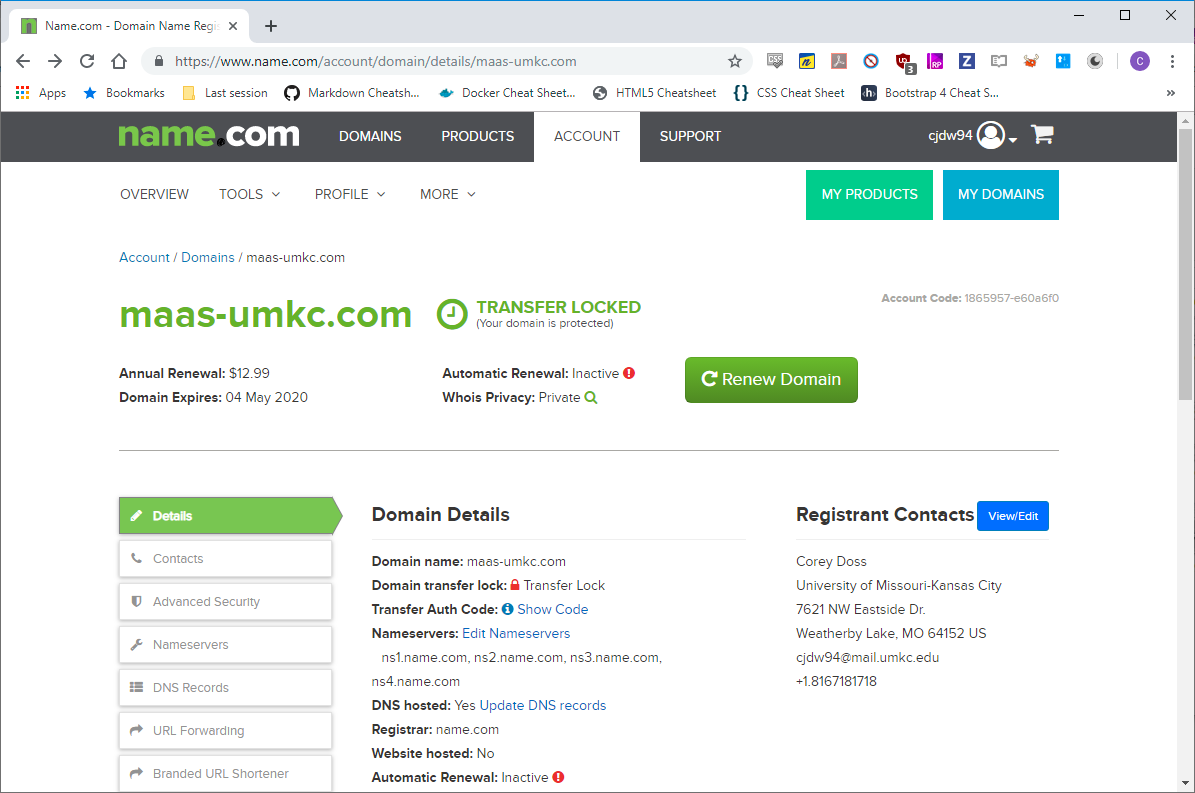 Name.com - Domain Name Regis
https://www.name.com/account/domain/details/maas-umkc.com
CSE
n
UD
3
RP
Z
C
Apps
Bookmarks
Last session
Markdown Cheatsh...
Docker Cheat Sheet...
HTML5 Cheatsheet
{} CSS Cheat Sheet
h Bootstrap 4 Cheat S...
»
name.com
DOMAINS
PRODUCTS
ACCOUNT
SUPPORT
cjdw94
OVERVIEW
TOOLS
PROFILE
MORE
MY PRODUCTS
MY DOMAINS
Account / Domains / maas-umkc.com
maas-umkc.com
TRANSFER LOCKED
(Your domain is protected)
Account Code: 1865957-e60a6f0
Annual Renewal: $12.99
Domain Expires: 04 May 2020
Automatic Renewal: Inactive
Whois Privacy: Private
Renew Domain
Details
Contacts
Advanced Security
Nameservers
DNS Records
URL Forwarding
Branded URL Shortener
Domain Details
Domain name: maas-umkc.com
Domain transfer lock: Transfer Lock
Transfer Auth Code: Show Code
Nameservers: Edit Nameservers
ns1.name.com, ns2.name.com, ns3.name.com,
ns4.name.com
DNS hosted: Yes Update DNS records
Registrar: name.com
Website hosted: No
Automatic Renewal: Inactive
Registrant Contacts
View/Edit
Corey Doss
University of Missouri-Kansas City
7621 NW Eastside Dr.
Weatherby Lake, MO 64152 US
cjdw94@mail.umkc.edu
+1.8167181718